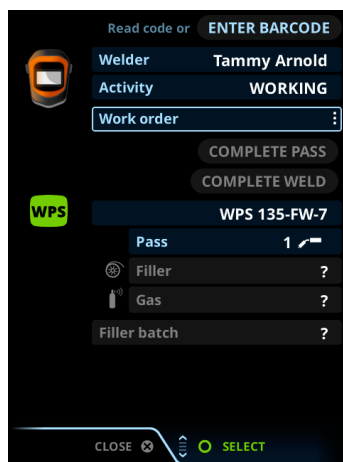 Read code or ENTER BARCODE
Welder Tammy Arnold
Activity WORKING
Work order
COMPLETE PASS
COMPLETE WELD
WPS WPS 135-FW-7
Pass 1
Filler ?
Gas ?
Filler batch ?
CLOSE SELECT